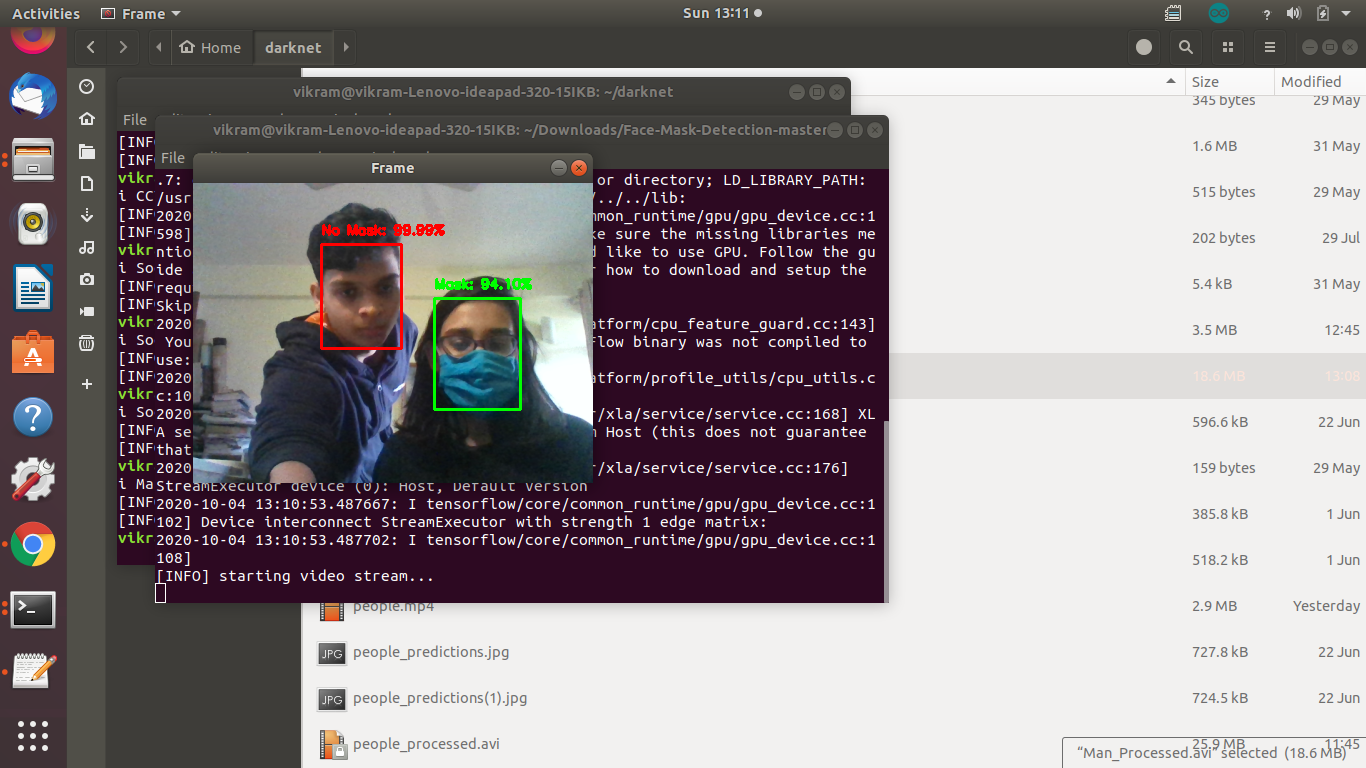 Activities
Frame
Sun 13:11
Home
darknet
Size
Modified
vikram@vikram-Lenovo-ideapad-320-15IKB: ~/darknet
File
vikram@vikram-Lenovo-ideapad-320-15IKB: ~/Downloads/Face-Mask-Detection-master
File
Frame
No Mask: 99.99%
Mask: 94.10%
[INF
[INF
vikr
i CC
[INF
[INF
vikr
i So
[INF
[INF
vikr
i So
[INF
[INF
vikr
i So
[INF
[INF
vikr
i Ma
[INF
[INF
vikr
.7: or directory; LD_LIBRARY_PATH:
/usr /../../lib:
2020 mmon_runtime/gpu/gpu_device.cc:1
598] ke sure the missing libraries me
ntio d like to use GPU. Follow the gu
ide r how to download and setup the
requ
Skip
2020 atform/cpu_feature_guard.cc:143]
You Flow binary was not compiled to
use:
2020 atform/profile_utils/cpu_utils.c
c:10
2020 r/xla/service/service.cc:168] XL
A se m Host (this does not guarantee
that
2020 r/xla/service/service.cc:176]
StreamExecutor device (0): Host, Default Version
2020-10-04 13:10:53.487667: I tensorflow/core/common_runtime/gpu/gpu_device.cc:1
102] Device interconnect StreamExecutor with strength 1 edge matrix:
2020-10-04 13:10:53.487702: I tensorflow/core/common_runtime/gpu/gpu_device.cc:1
108]
[INFO] starting video stream...
345 bytes 29 May
1.6 MB 31 May
515 bytes 29 May
202 bytes 29 Jul
5.4 kB 31 May
3.5 MB 12:45
18.6 MB 13:08
596.6 kB 22 Jun
159 bytes 29 May
385.8 kB 1 Jun
518.2 kB 1 Jun
people.mp4 2.9 MB Yesterday
people_predictions.jpg 727.8 kB 22 Jun
people_predictions(1).jpg 724.5 kB 22 Jun
people_processed.avi 25.9 MB 11:45
"Man_Processed.avi" selected (18.6 MB)
JPG
JPG